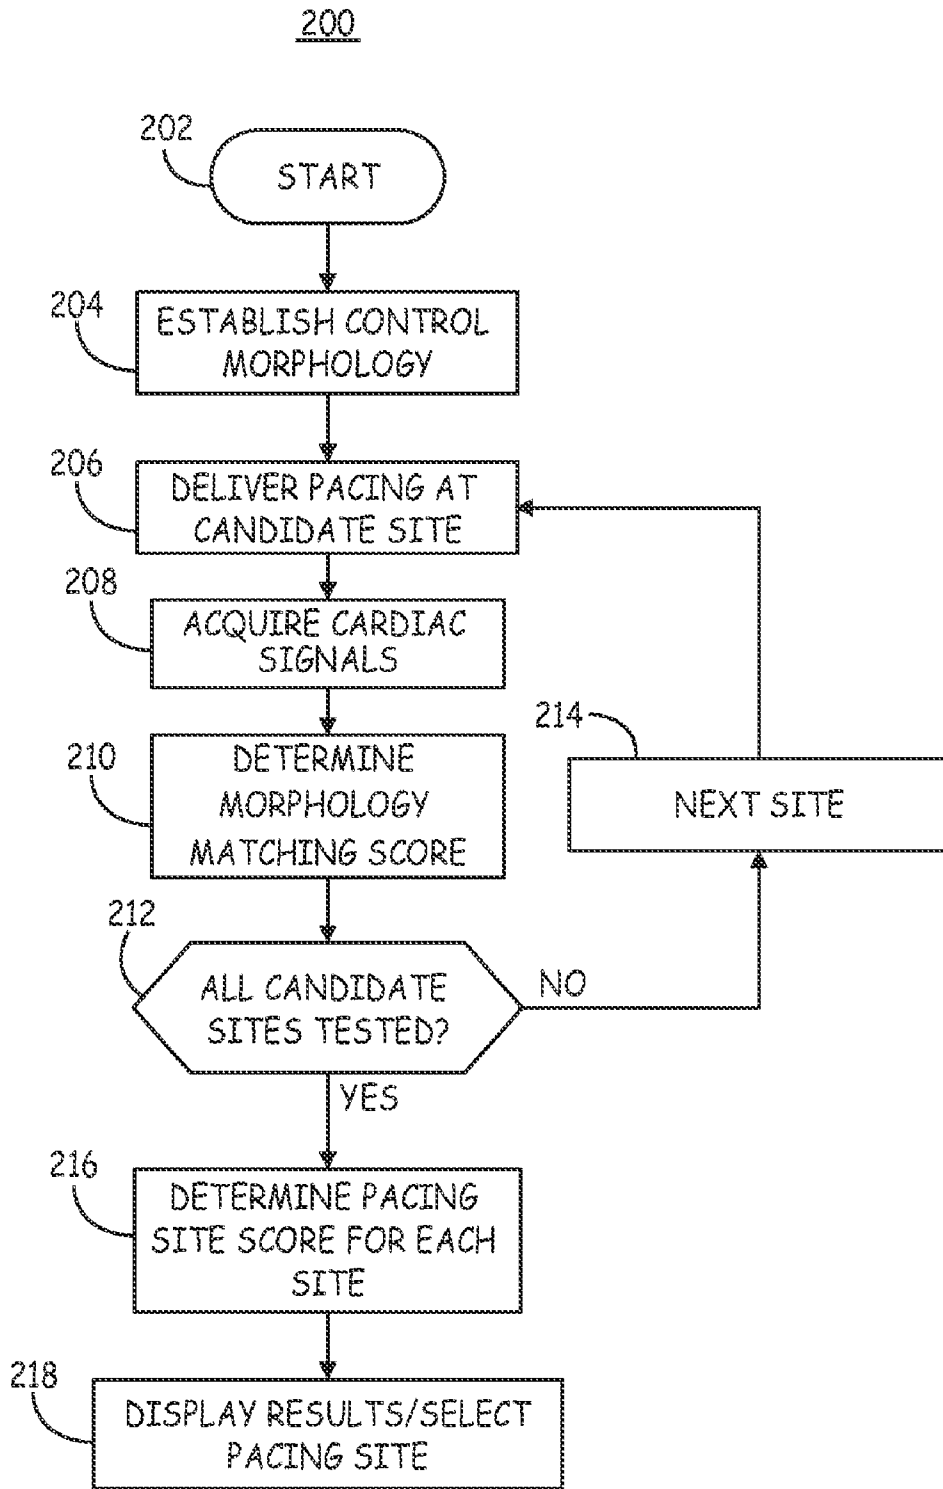 200
202
START
204
ESTABLISH CONTROL
MORPHOLOGY
206
DELIVER PACING AT
CANDIDATE SITE
208
ACQUIRE CARDIAC
SIGNALS
210
DETERMINE
MORPHOLOGY
MATCHING SCORE
214
NEXT SITE
212
ALL CANDIDATE
SITES TESTED?
NO
YES
216
DETERMINE PACING
SITE SCORE FOR EACH
SITE
218
DISPLAY RESULTS/SELECT
PACING SITE